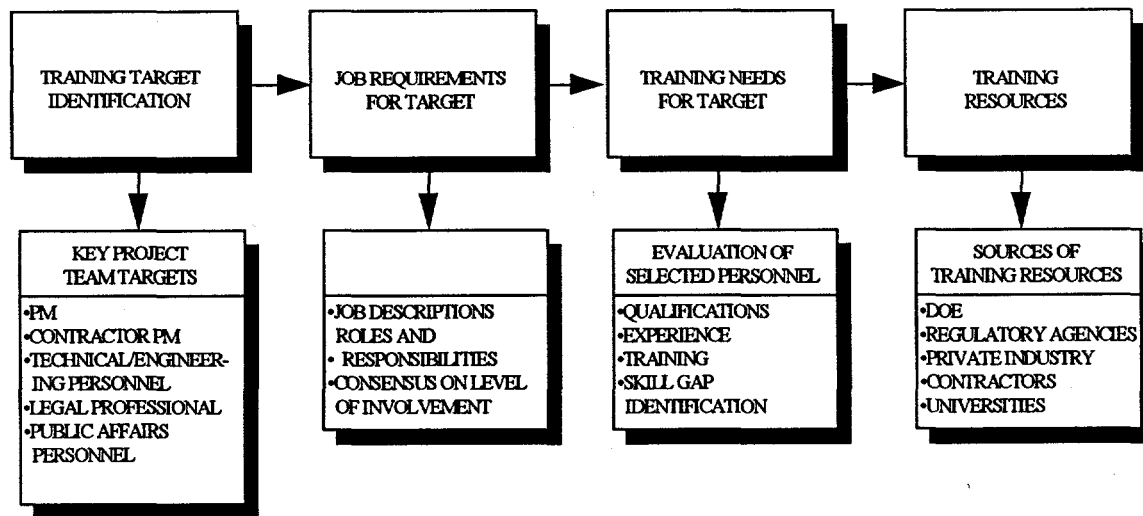 TRAINING TARGET
IDENTIFICATION
JOB REQUIREMENTS
FOR TARGET
TRAINING NEEDS
FOR TARGET
TRAINING
RESOURCES
KEY PROJECT
TEAM TARGETS
•PM
•CONTRACTOR PM
•TECHNICAL/ENGINEER-
ING PERSONNEL
•LEGAL PROFESSIONAL
•PUBLIC AFFAIRS
PERSONNEL
•JOB DESCRIPTIONS
ROLES AND
• RESPONSIBILITIES
•CONSENSUS ON LEVEL
OF INVOLVEMENT
EVALUATION OF
SELECTED PERSONNEL
•QUALIFICATIONS
•EXPERIENCE
•TRAINING
•SKILL GAP
IDENTIFICATION
SOURCES OF
TRAINING RESOURCES
•DOE
•REGULATORY AGENCIES
•PRIVATE INDUSTRY
•CONTRACTORS
•UNIVERSITIES